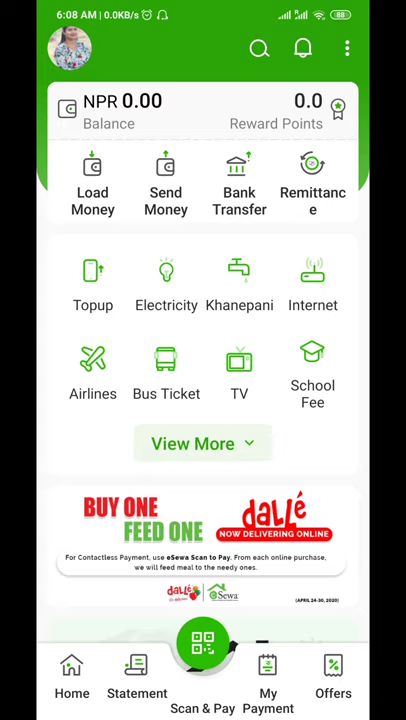 6:08 AM | 0.0KB/s
88
NPR 0.00
0.0
Balance
Reward Points
Load Money
Send Money
Bank Transfer
Remittanc
e
Topup
Electricity
Khanepani
Internet
Airlines
Bus Ticket
TV
School Fee
View More
BUY ONE
FEED ONE
dallé
NOW DELIVERING ONLINE
For Contactless Payment, use eSewa Scan to Pay. From each online purchase,
we will feed meal to the needy ones.
dallé
eSewa
(APRIL 24-30, 2020)
Home
Statement
Scan & Pay
My Payment
Offers